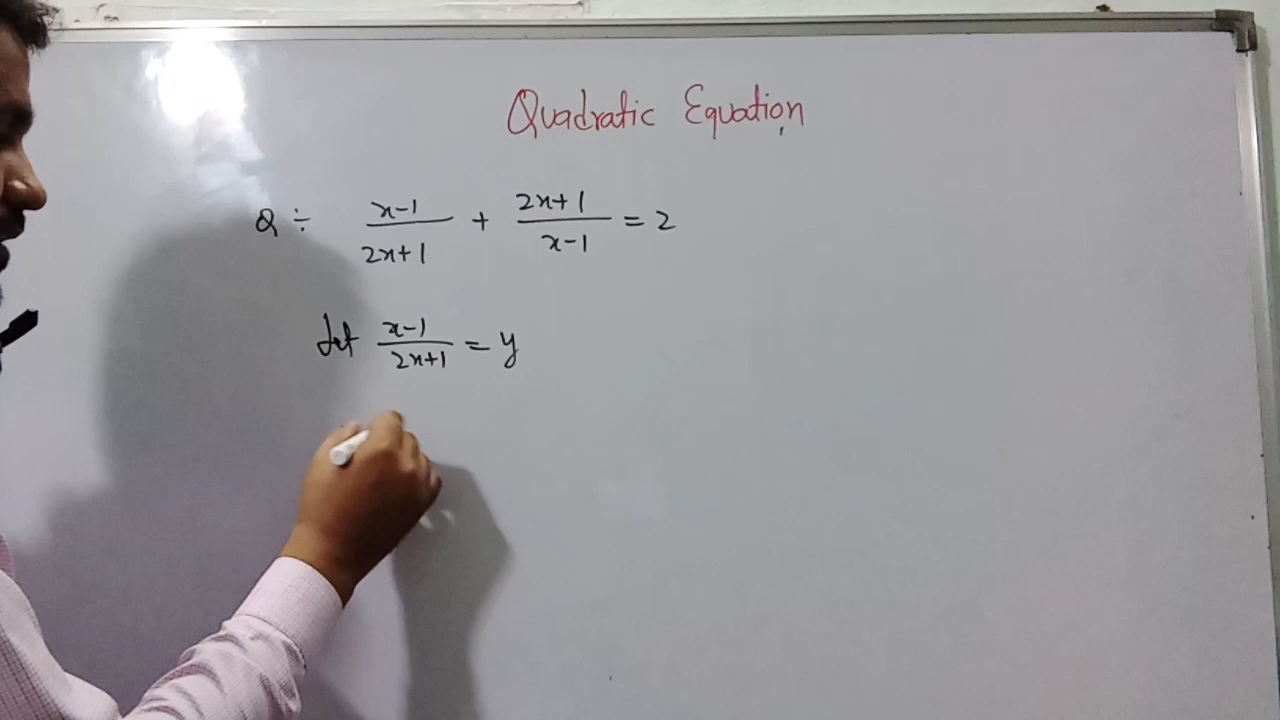 Quadratic Equation
Q ÷ x-1/2x+1 + 2x+1/x-1 = 2
Let x-1/2x+1 = y